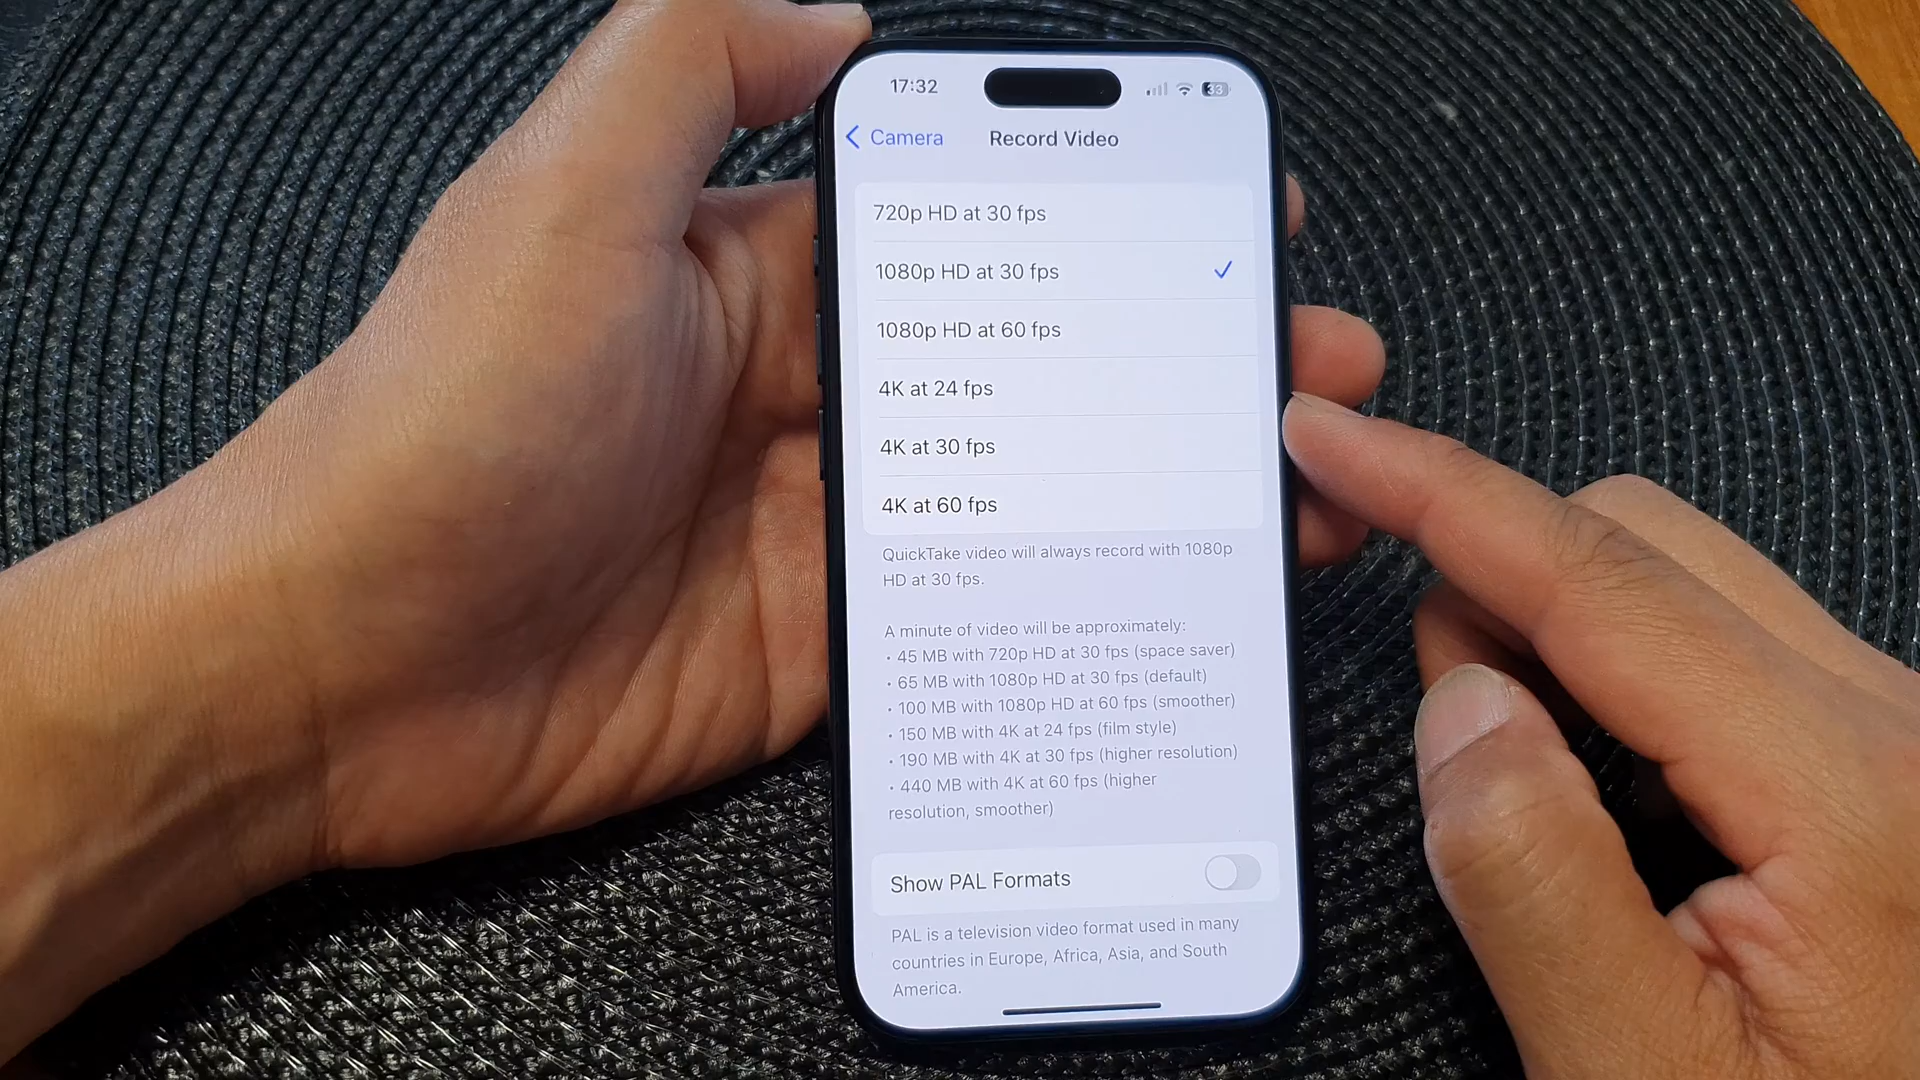 17:32
33
Camera
Record Video
720p HD at 30 fps
1080p HD at 30 fps
1080p HD at 60 fps
4K at 24 fps
4K at 30 fps
4K at 60 fps
QuickTake video will always record with 1080p
HD at 30 fps.
A minute of video will be approximately:
• 45 MB with 720p HD at 30 fps (space saver)
• 65 MB with 1080p HD at 30 fps (default)
• 100 MB with 1080p HD at 60 fps (smoother)
• 150 MB with 4K at 24 fps (film style)
• 190 MB with 4K at 30 fps (higher resolution)
• 440 MB with 4K at 60 fps (higher
resolution, smoother)
Show PAL Formats
PAL is a television video format used in many
countries in Europe, Africa, Asia, and South
America.